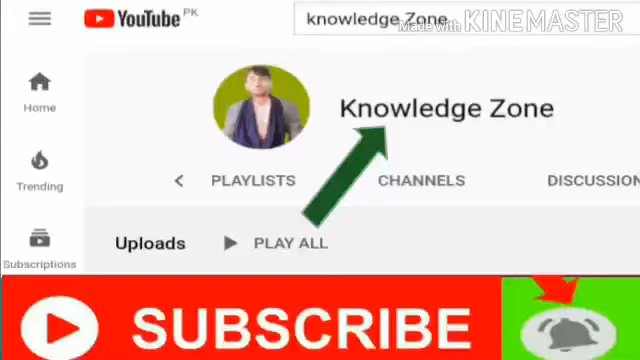 YouTube PK
knowledge Zone
Made with KINEMASTER
Knowledge Zone
Home
Trending
PLAYLISTS
CHANNELS
DISCUSSION
Subscriptions
Uploads
PLAY ALL
SUBSCRIBE